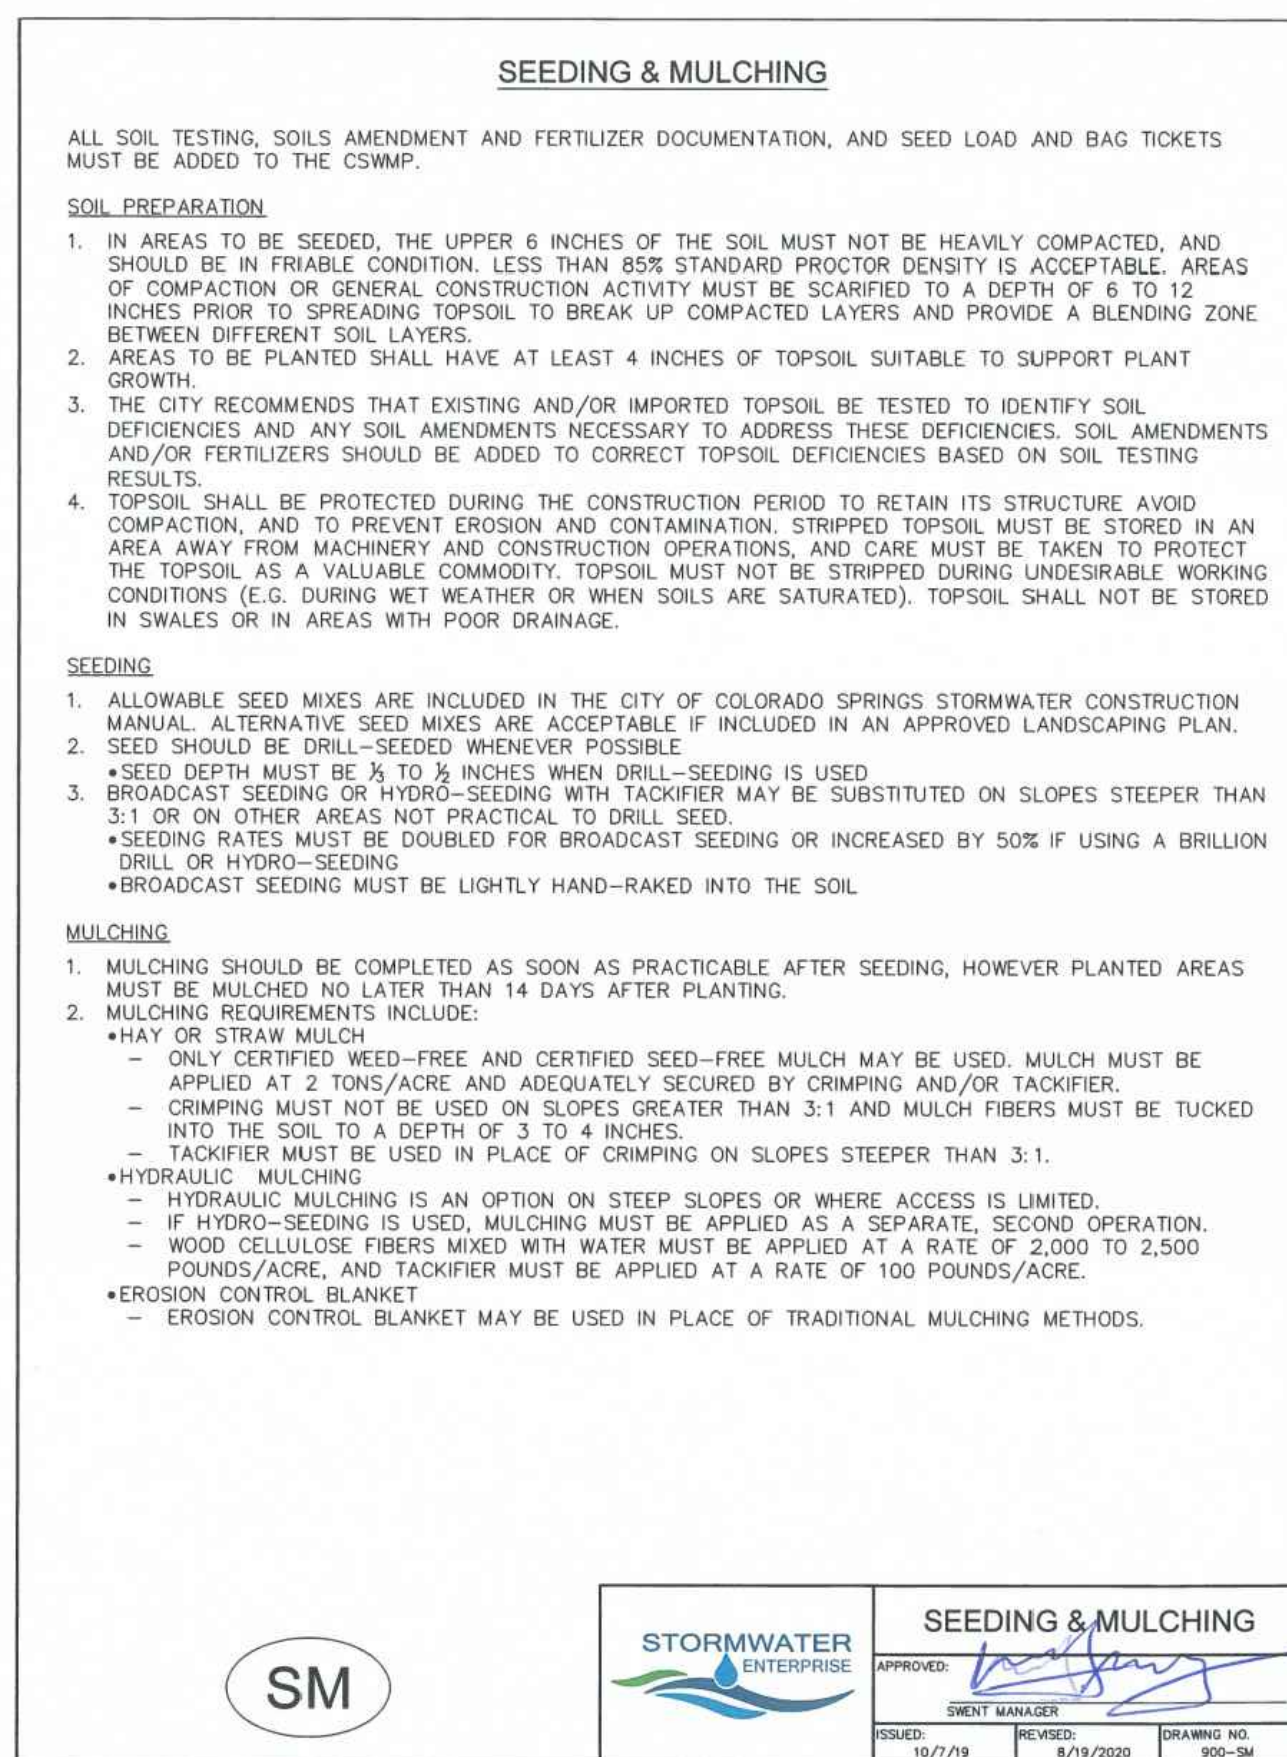 SEEDING & MULCHING
ALL SOIL TESTING, SOILS AMENDMENT AND FERTILIZER DOCUMENTATION, AND SEED LOAD AND BAG TICKETS
MUST BE ADDED TO THE CSWMP.
SOIL PREPARATION
1. IN AREAS TO BE SEEDED, THE UPPER 6 INCHES OF THE SOIL MUST NOT BE HEAVILY COMPACTED, AND
SHOULD BE IN FRIABLE CONDITION. LESS THAN 85% STANDARD PROCTOR DENSITY IS ACCEPTABLE. AREAS
OF COMPACTION OR GENERAL CONSTRUCTION ACTIVITY MUST BE SCARIFIED TO A DEPTH OF 6 TO 12
INCHES PRIOR TO SPREADING TOPSOIL TO BREAK UP COMPACTED LAYERS AND PROVIDE A BLENDING ZONE
BETWEEN DIFFERENT SOIL LAYERS.
2. AREAS TO BE PLANTED SHALL HAVE AT LEAST 4 INCHES OF TOPSOIL SUITABLE TO SUPPORT PLANT
GROWTH.
3. THE CITY RECOMMENDS THAT EXISTING AND/OR IMPORTED TOPSOIL BE TESTED TO IDENTIFY SOIL
DEFICIENCIES AND ANY SOIL AMENDMENTS NECESSARY TO ADDRESS THESE DEFICIENCIES. SOIL AMENDMENTS
AND/OR FERTILIZERS SHOULD BE ADDED TO CORRECT TOPSOIL DEFICIENCIES BASED ON SOIL TESTING
RESULTS.
4. TOPSOIL SHALL BE PROTECTED DURING THE CONSTRUCTION PERIOD TO RETAIN ITS STRUCTURE AVOID
COMPACTION, AND TO PREVENT EROSION AND CONTAMINATION. STRIPPED TOPSOIL MUST BE STORED IN AN
AREA AWAY FROM MACHINERY AND CONSTRUCTION OPERATIONS, AND CARE MUST BE TAKEN TO PROTECT
THE TOPSOIL AS A VALUABLE COMMODITY. TOPSOIL MUST NOT BE STRIPPED DURING UNDESIRABLE WORKING
CONDITIONS (E.G. DURING WET WEATHER OR WHEN SOILS ARE SATURATED). TOPSOIL SHALL NOT BE STORED
IN SWALES OR IN AREAS WITH POOR DRAINAGE.
SEEDING
1. ALLOWABLE SEED MIXES ARE INCLUDED IN THE CITY OF COLORADO SPRINGS STORMWATER CONSTRUCTION
MANUAL. ALTERNATIVE SEED MIXES ARE ACCEPTABLE IF INCLUDED IN AN APPROVED LANDSCAPING PLAN.
2. SEED SHOULD BE DRILL-SEEDED WHENEVER POSSIBLE
•SEED DEPTH MUST BE ⅓ TO ½ INCHES WHEN DRILL-SEEDING IS USED
3. BROADCAST SEEDING OR HYDRO-SEEDING WITH TACKIFIER MAY BE SUBSTITUTED ON SLOPES STEEPER THAN
3:1 OR ON OTHER AREAS NOT PRACTICAL TO DRILL SEED.
•SEEDING RATES MUST BE DOUBLED FOR BROADCAST SEEDING OR INCREASED BY 50% IF USING A BRILLION
DRILL OR HYDRO-SEEDING
•BROADCAST SEEDING MUST BE LIGHTLY HAND-RAKED INTO THE SOIL
MULCHING
1. MULCHING SHOULD BE COMPLETED AS SOON AS PRACTICABLE AFTER SEEDING, HOWEVER PLANTED AREAS
MUST BE MULCHED NO LATER THAN 14 DAYS AFTER PLANTING.
2. MULCHING REQUIREMENTS INCLUDE:
•HAY OR STRAW MULCH
– ONLY CERTIFIED WEED-FREE AND CERTIFIED SEED-FREE MULCH MAY BE USED. MULCH MUST BE
APPLIED AT 2 TONS/ACRE AND ADEQUATELY SECURED BY CRIMPING AND/OR TACKIFIER.
– CRIMPING MUST NOT BE USED ON SLOPES GREATER THAN 3:1 AND MULCH FIBERS MUST BE TUCKED
INTO THE SOIL TO A DEPTH OF 3 TO 4 INCHES.
– TACKIFIER MUST BE USED IN PLACE OF CRIMPING ON SLOPES STEEPER THAN 3:1.
•HYDRAULIC MULCHING
– HYDRAULIC MULCHING IS AN OPTION ON STEEP SLOPES OR WHERE ACCESS IS LIMITED.
– IF HYDRO-SEEDING IS USED, MULCHING MUST BE APPLIED AS A SEPARATE, SECOND OPERATION.
– WOOD CELLULOSE FIBERS MIXED WITH WATER MUST BE APPLIED AT A RATE OF 2,000 TO 2,500
POUNDS/ACRE, AND TACKIFIER MUST BE APPLIED AT A RATE OF 100 POUNDS/ACRE.
•EROSION CONTROL BLANKET
– EROSION CONTROL BLANKET MAY BE USED IN PLACE OF TRADITIONAL MULCHING METHODS.
SM
STORMWATER
ENTERPRISE
SEEDING & MULCHING
APPROVED:
SWENT MANAGER
ISSUED:
10/7/19
REVISED:
8/19/2020
DRAWING NO.
900-SM